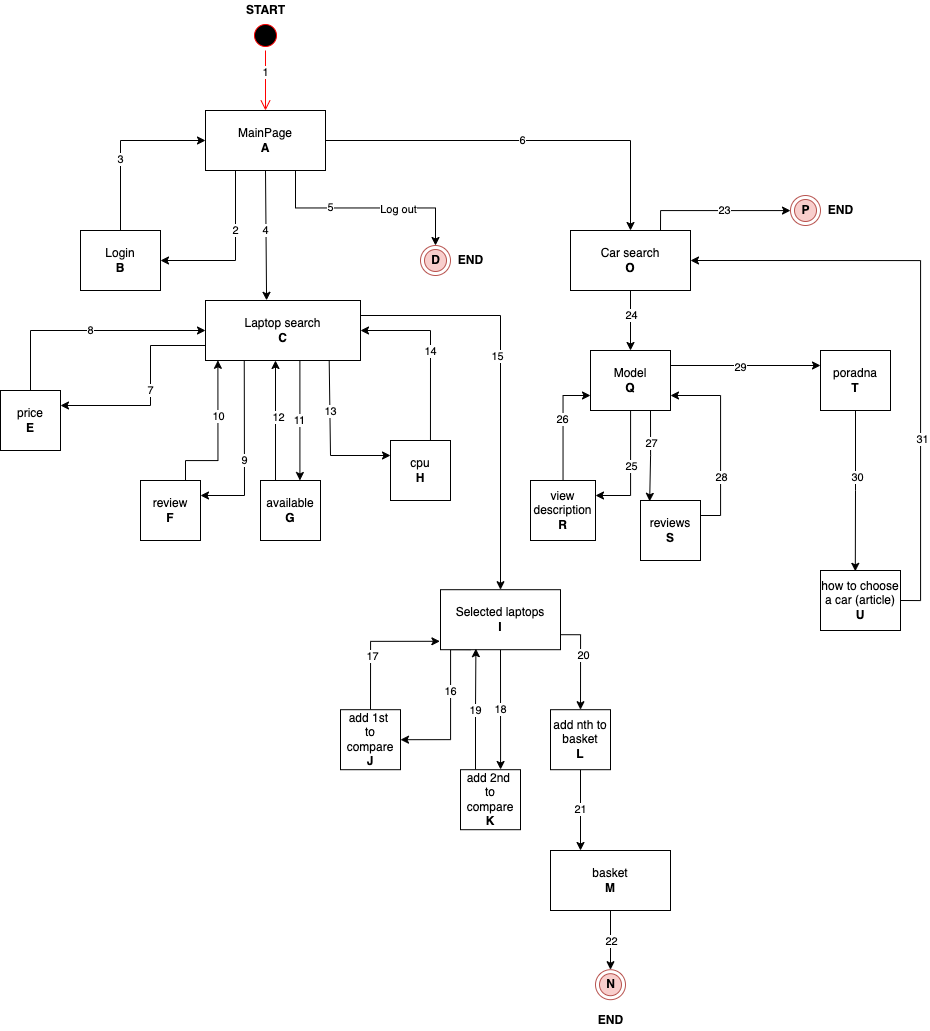 START
1
MainPage
A
6
3
2
4
5
Log out
23
P
END
Login
B
D
END
Car search
O
8
Laptop search
C
14
15
24
7
10
9
12
11
13
price
E
Model
Q
29
poradna
T
31
26
25
27
28
cpu
H
30
review
F
available
G
view
description
R
reviews
S
how to choose
a car (article)
U
Selected laptops
I
17
16
19
18
20
add 1st
to
compare
J
add nth to
basket
L
add 2nd
to
compare
K
21
basket
M
22
N
END